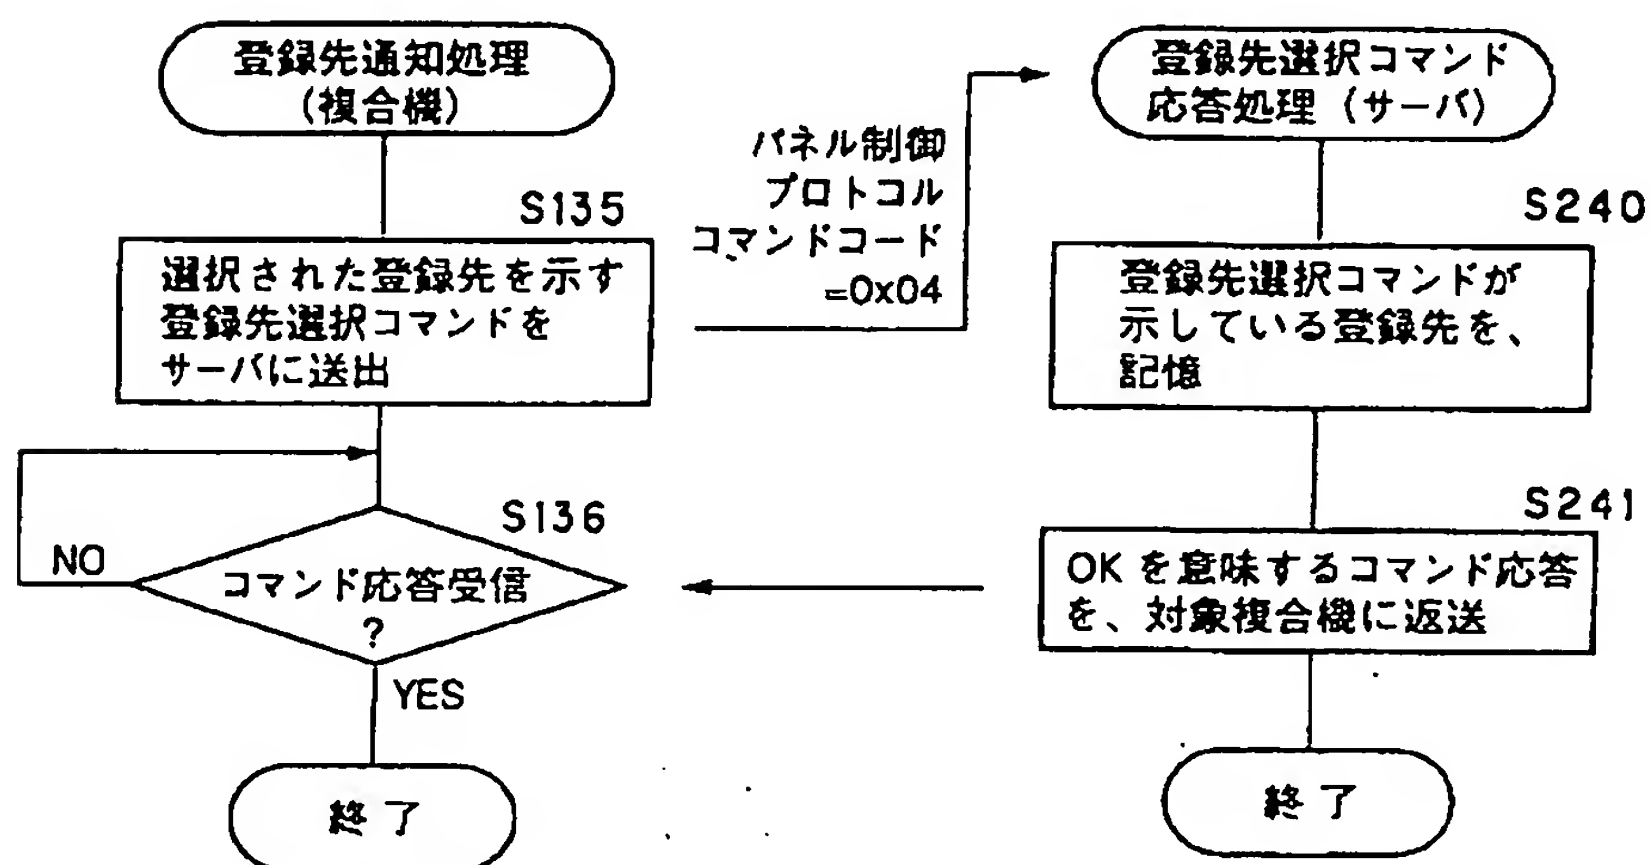 登録先通知処理
(複合機)
S135
選択された登録先を示す
登録先選択コマンドを
サーバに送出
NO
S136
コマンド応答受信
?
YES
終了
パネル制御
プロトコル
コマンドコード
=0x04
登録先選択コマンド
応答処理(サーバ)
S240
登録先選択コマンドが
示している登録先を、
記憶
S241
OKを意味するコマンド応答
を、対象複合機に返送
終了